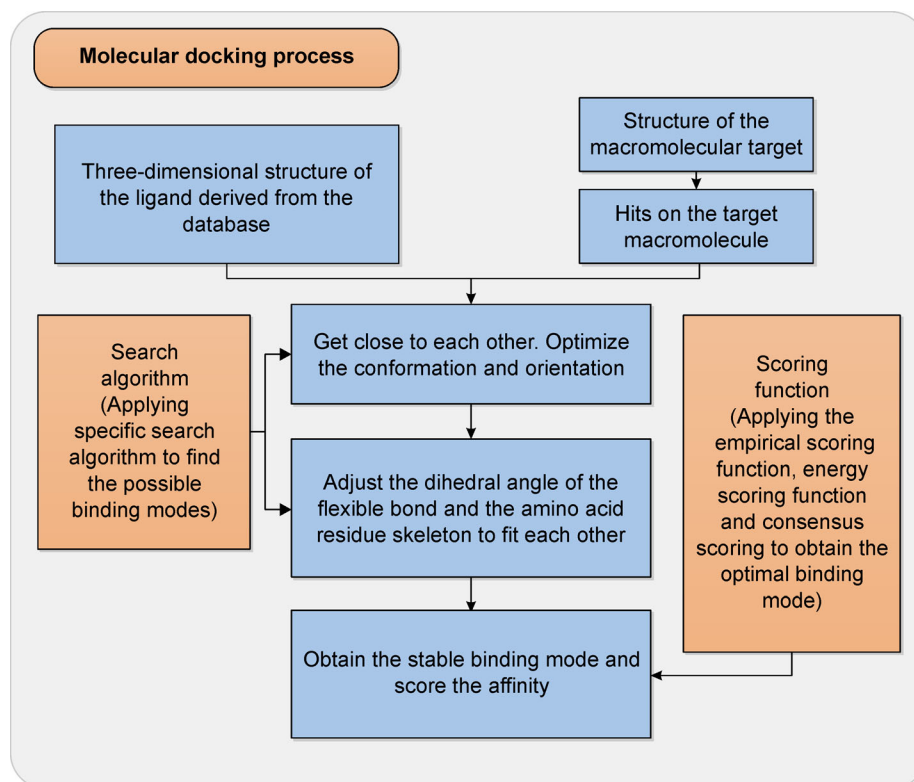 Molecular docking process
Three-dimensional structure of
the ligand derived from the
database
Structure of the
macromolecular target
Hits on the target
macromolecule
Get close to each other. Optimize
the conformation and orientation
Search
algorithm
(Applying
specific search
algorithm to find
the possible
binding modes)
Adjust the dihedral angle of the
flexible bond and the amino acid
residue skeleton to fit each other
Scoring
function
(Applying the
empirical scoring
function, energy
scoring function
and consensus
scoring to obtain the
optimal binding
mode)
Obtain the stable binding mode and
score the affinity